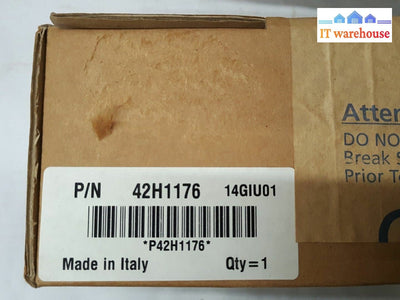 IT warehouse
Atten
DO NO
Break S
Prior T
P/N 42H1176 14GIU01
*P42H1176*
Made in Italy Qty=1